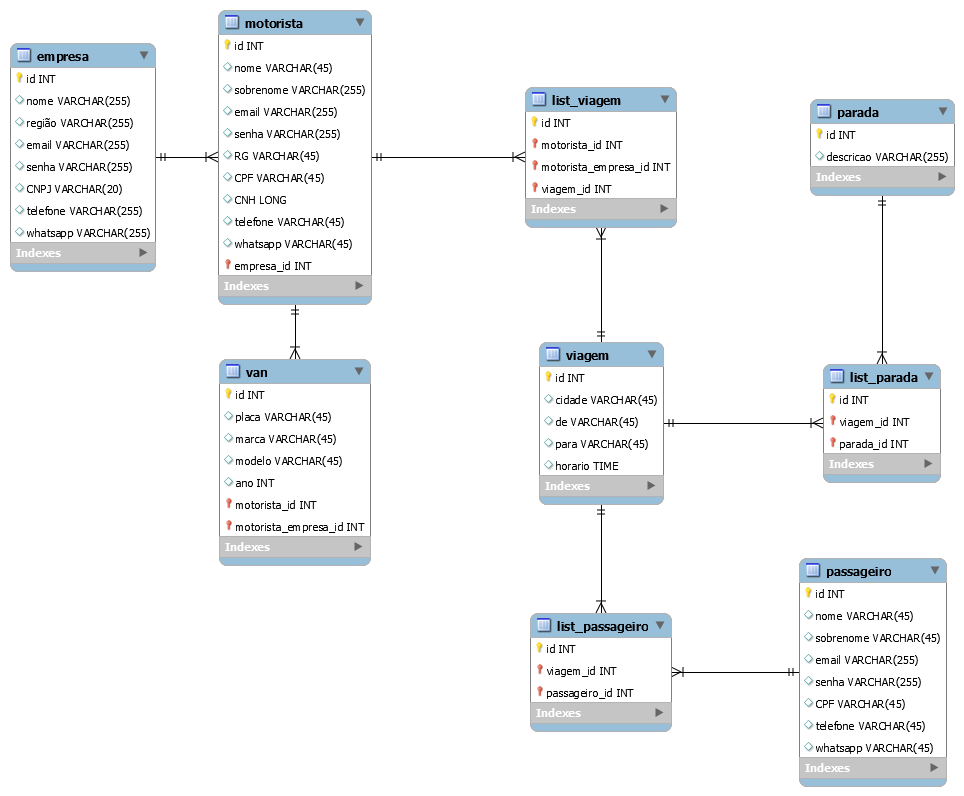 empresa
id INT
nome VARCHAR(255)
região VARCHAR(255)
email VARCHAR(255)
senha VARCHAR(255)
CNPJ VARCHAR(20)
telefone VARCHAR(255)
whatsapp VARCHAR(255)
Indexes
motorista
id INT
nome VARCHAR(45)
sobrenome VARCHAR(255)
email VARCHAR(255)
senha VARCHAR(255)
RG VARCHAR(45)
CPF VARCHAR(45)
CNH LONG
telefone VARCHAR(45)
whatsapp VARCHAR(45)
empresa_id INT
Indexes
van
id INT
placa VARCHAR(45)
marca VARCHAR(45)
modelo VARCHAR(45)
ano INT
motorista_id INT
motorista_empresa_id INT
Indexes
list_viagem
id INT
motorista_id INT
motorista_empresa_id INT
viagem_id INT
Indexes
viagem
id INT
cidade VARCHAR(45)
de VARCHAR(45)
para VARCHAR(45)
horario TIME
Indexes
list_passageiro
id INT
viagem_id INT
passageiro_id INT
Indexes
parada
id INT
descricao VARCHAR(255)
Indexes
list_parada
id INT
viagem_id INT
parada_id INT
Indexes
passageiro
id INT
nome VARCHAR(45)
sobrenome VARCHAR(45)
email VARCHAR(255)
senha VARCHAR(255)
CPF VARCHAR(45)
telefone VARCHAR(45)
whatsapp VARCHAR(45)
Indexes